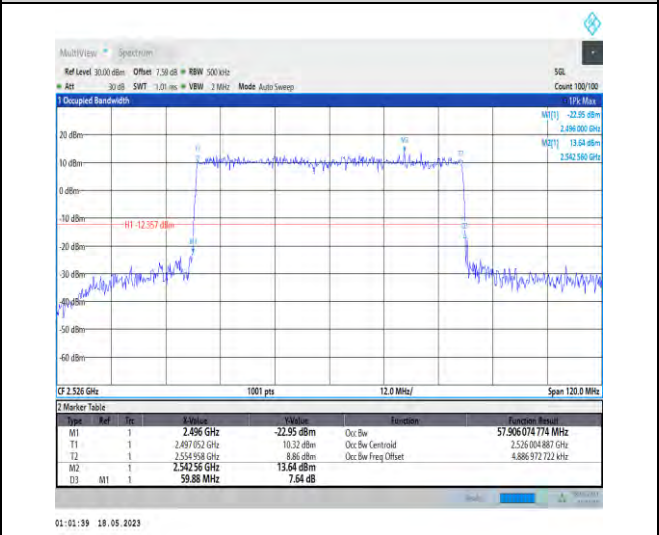 MultiView Spectrum
Ref Level 30.00 dBm Offset 7.59 dB RBW 500 kHz SGL
Att 30 dB SWT 1.01 ms VBW 2 MHz Mode Auto Sweep Count 100/100
1 Occupied Bandwidth 1Pk Max
M1[1] -22.95 dBm
2.496 000 GHz
M2[1] 13.64 dBm
2.542 560 GHz
20 dBm
10 dBm
0 dBm
-10 dBm
H1 -12.357 dBm
-20 dBm
-30 dBm
-40 dBm
-50 dBm
-60 dBm
T1
M2
T2
M1
CF 2.526 GHz 1001 pts 12.0 MHz/ Span 120.0 MHz
2 Marker Table
Type Ref Trc X-Value Y-Value Function Function Result
M1 1 2.496 GHz -22.95 dBm Occ Bw 57.906 074 774 MHz
T1 1 2.497 052 GHz 10.32 dBm Occ Bw Centroid 2.526 004 887 GHz
T2 1 2.554 958 GHz 8.86 dBm Occ Bw Freq Offset 4.886 972 722 kHz
M2 1 2.542 56 GHz 13.64 dBm
D3 M1 1 59.88 MHz 7.64 dB
01:01:39 18.05.2023